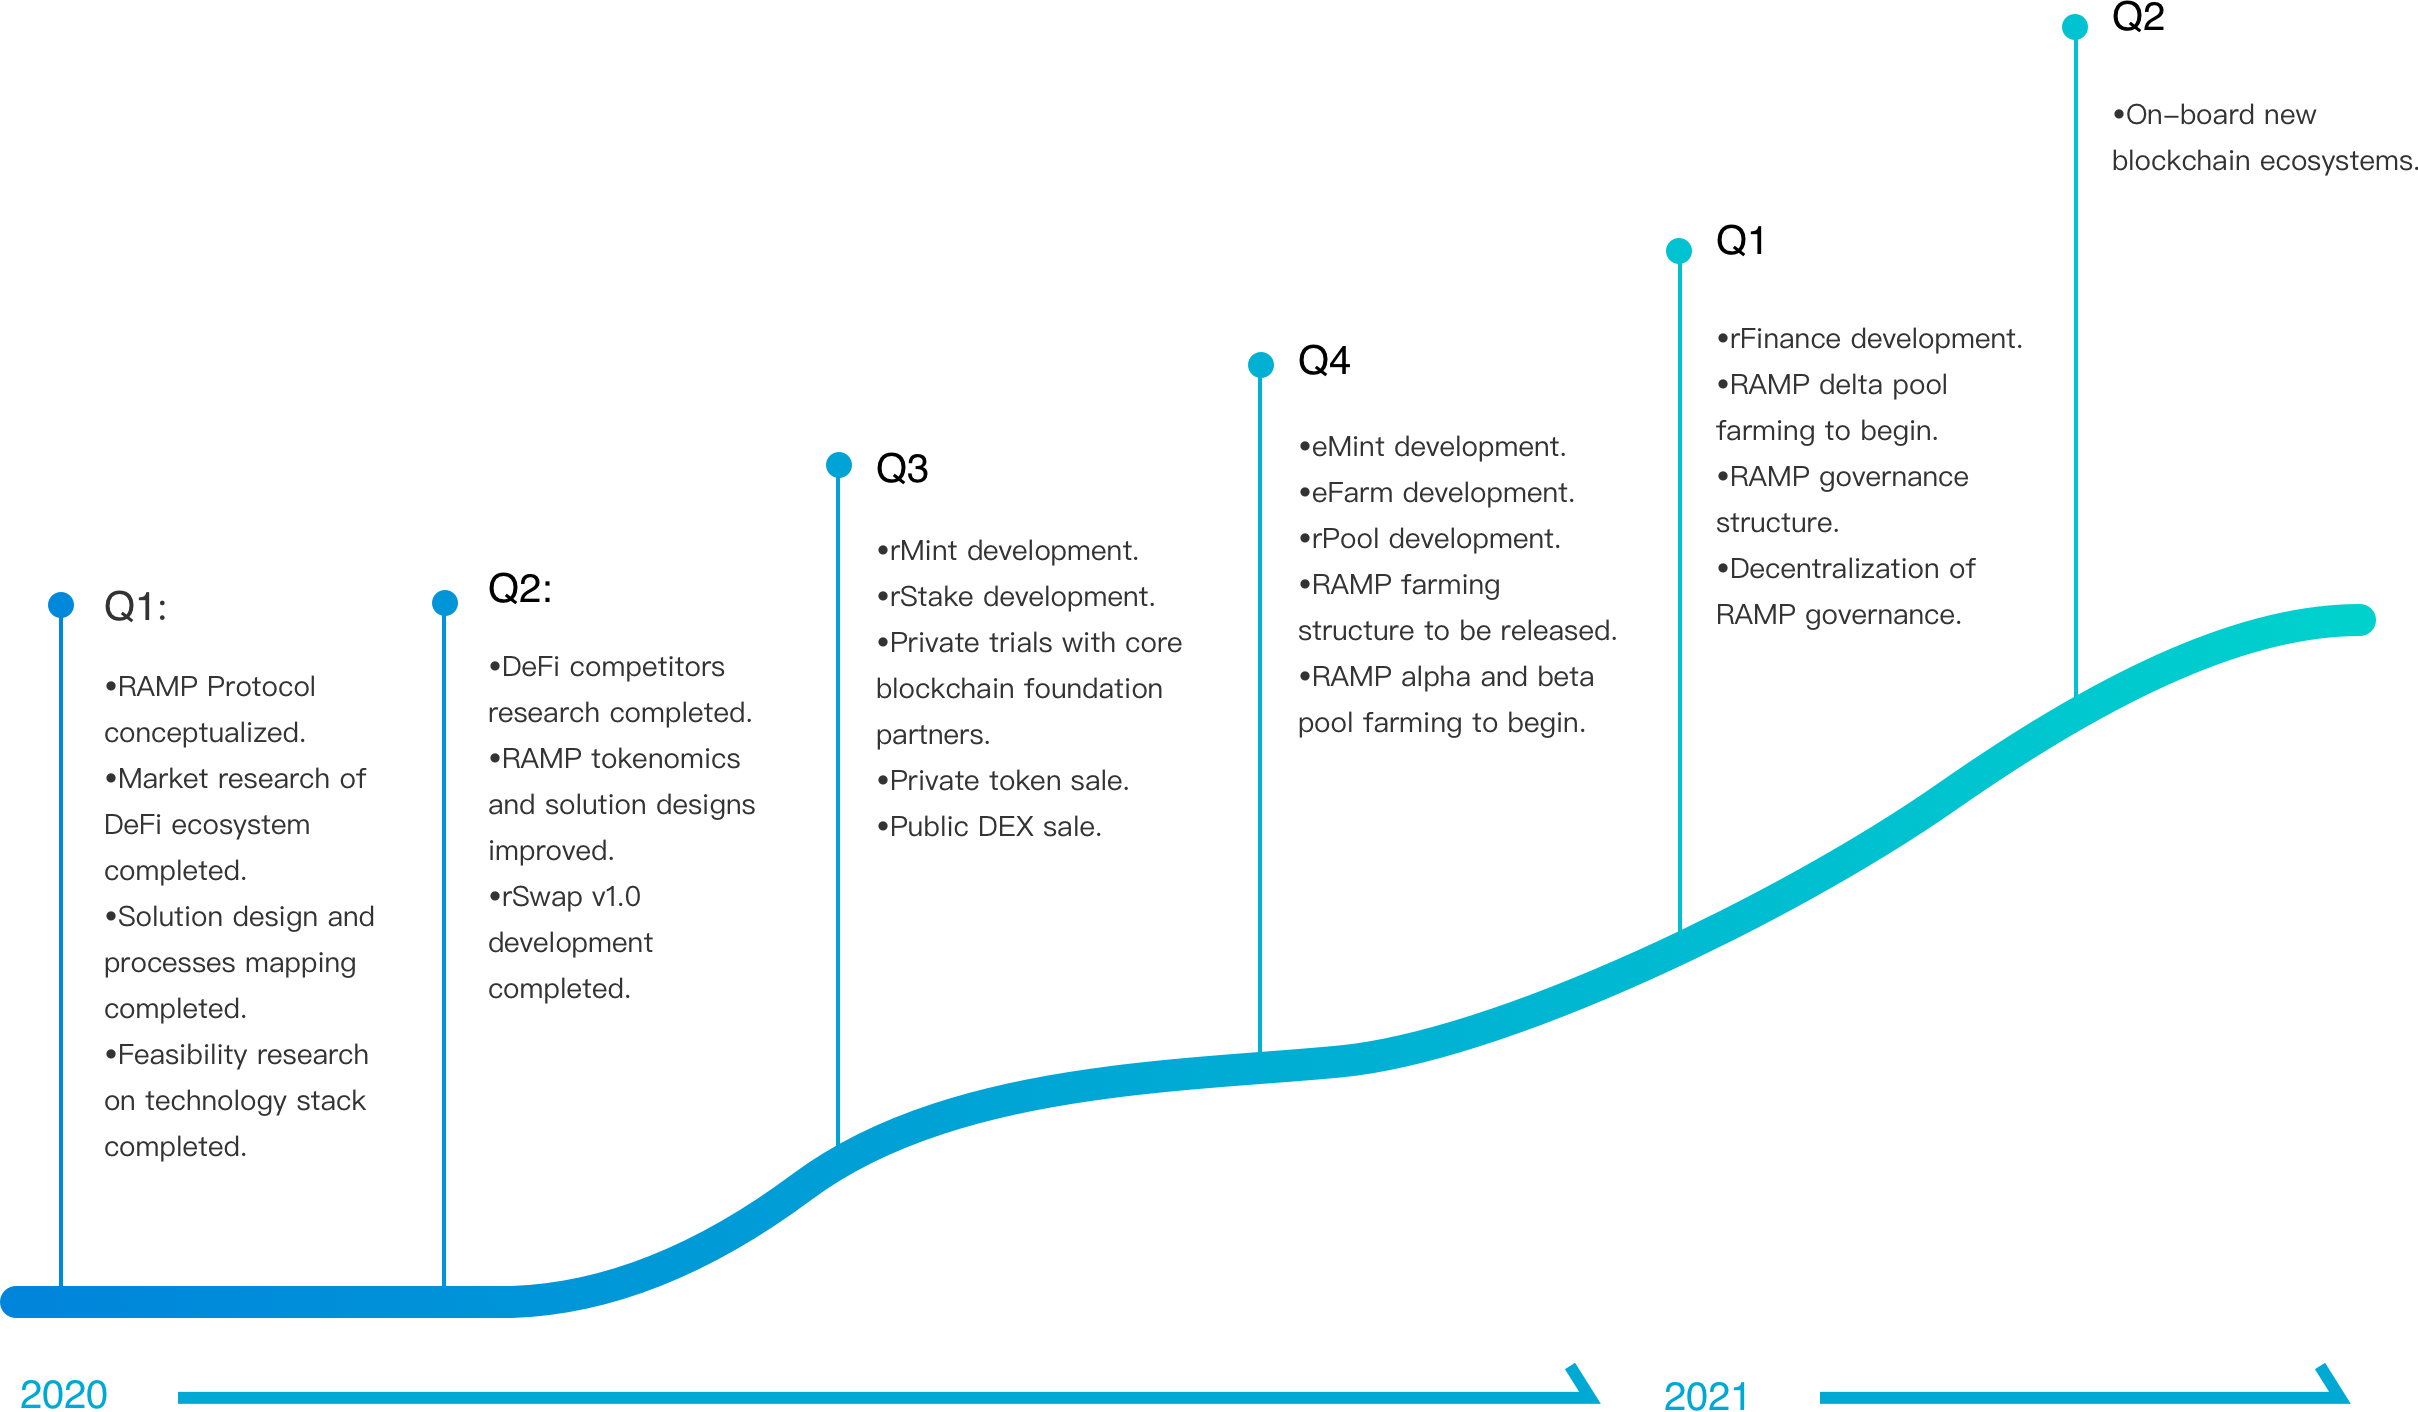 Q1:
•RAMP Protocol
conceptualized.
•Market research of
DeFi ecosystem
completed.
•Solution design and
processes mapping
completed.
•Feasibility research
on technology stack
completed.
Q2:
•DeFi competitors
research completed.
•RAMP tokenomics
and solution designs
improved.
•rSwap v1.0
development
completed.
Q3
•rMint development.
•rStake development.
•Private trials with core
blockchain foundation
partners.
•Private token sale.
•Public DEX sale.
Q4
•eMint development.
•eFarm development.
•rPool development.
•RAMP farming
structure to be released.
•RAMP alpha and beta
pool farming to begin.
Q1
•rFinance development.
•RAMP delta pool
farming to begin.
•RAMP governance
structure.
•Decentralization of
RAMP governance.
Q2
•On–board new
blockchain ecosystems.
2020
2021